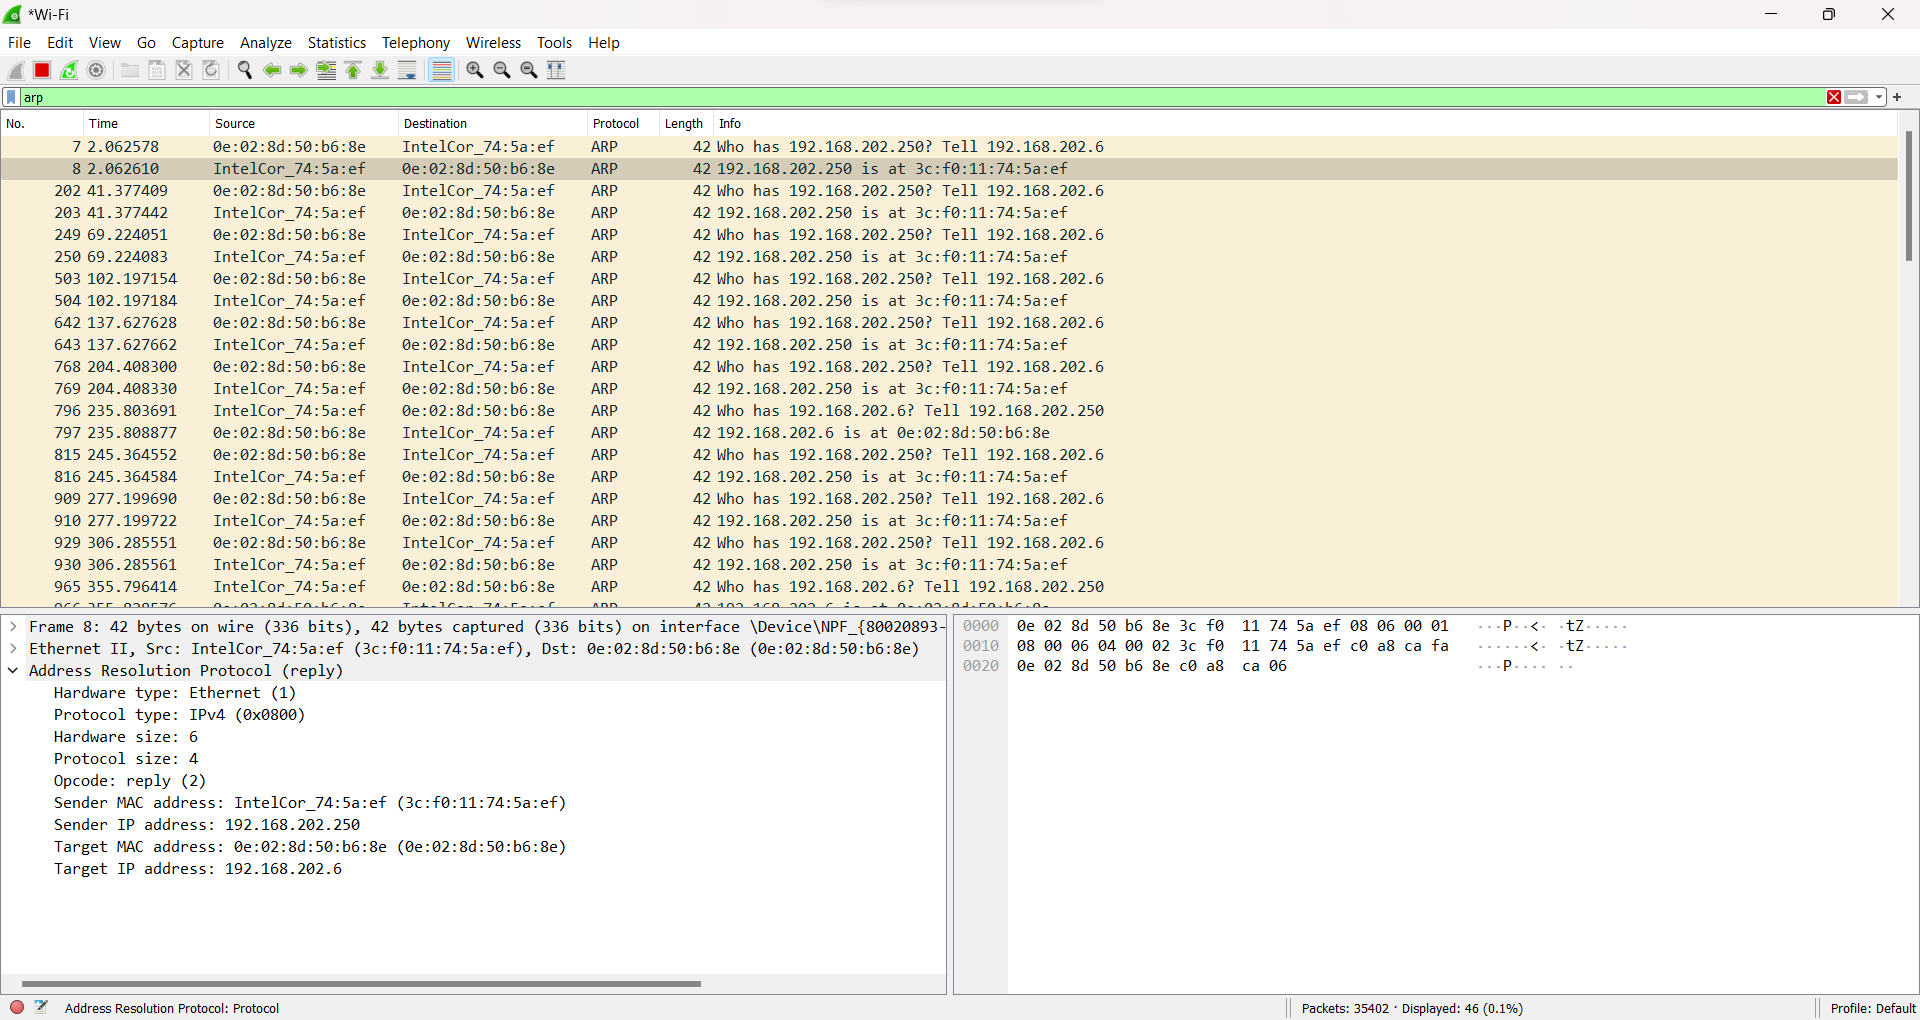 *Wi-Fi
File Edit View Go Capture Analyze Statistics Telephony Wireless Tools Help
arp
No. Time Source Destination Protocol Length Info
7 2.062578 0e:02:8d:50:b6:8e IntelCor_74:5a:ef ARP 42 Who has 192.168.202.250? Tell 192.168.202.6
8 2.062610 IntelCor_74:5a:ef 0e:02:8d:50:b6:8e ARP 42 192.168.202.250 is at 3c:f0:11:74:5a:ef
202 41.377409 0e:02:8d:50:b6:8e IntelCor_74:5a:ef ARP 42 Who has 192.168.202.250? Tell 192.168.202.6
203 41.377442 IntelCor_74:5a:ef 0e:02:8d:50:b6:8e ARP 42 192.168.202.250 is at 3c:f0:11:74:5a:ef
249 69.224051 0e:02:8d:50:b6:8e IntelCor_74:5a:ef ARP 42 Who has 192.168.202.250? Tell 192.168.202.6
250 69.224083 IntelCor_74:5a:ef 0e:02:8d:50:b6:8e ARP 42 192.168.202.250 is at 3c:f0:11:74:5a:ef
503 102.197154 0e:02:8d:50:b6:8e IntelCor_74:5a:ef ARP 42 Who has 192.168.202.250? Tell 192.168.202.6
504 102.197184 IntelCor_74:5a:ef 0e:02:8d:50:b6:8e ARP 42 192.168.202.250 is at 3c:f0:11:74:5a:ef
642 137.627628 0e:02:8d:50:b6:8e IntelCor_74:5a:ef ARP 42 Who has 192.168.202.250? Tell 192.168.202.6
643 137.627662 IntelCor_74:5a:ef 0e:02:8d:50:b6:8e ARP 42 192.168.202.250 is at 3c:f0:11:74:5a:ef
768 204.408300 0e:02:8d:50:b6:8e IntelCor_74:5a:ef ARP 42 Who has 192.168.202.250? Tell 192.168.202.6
769 204.408330 IntelCor_74:5a:ef 0e:02:8d:50:b6:8e ARP 42 192.168.202.250 is at 3c:f0:11:74:5a:ef
796 235.803691 IntelCor_74:5a:ef 0e:02:8d:50:b6:8e ARP 42 Who has 192.168.202.6? Tell 192.168.202.250
797 235.808877 0e:02:8d:50:b6:8e IntelCor_74:5a:ef ARP 42 192.168.202.6 is at 0e:02:8d:50:b6:8e
815 245.364552 0e:02:8d:50:b6:8e IntelCor_74:5a:ef ARP 42 Who has 192.168.202.250? Tell 192.168.202.6
816 245.364584 IntelCor_74:5a:ef 0e:02:8d:50:b6:8e ARP 42 192.168.202.250 is at 3c:f0:11:74:5a:ef
909 277.199690 0e:02:8d:50:b6:8e IntelCor_74:5a:ef ARP 42 Who has 192.168.202.250? Tell 192.168.202.6
910 277.199722 IntelCor_74:5a:ef 0e:02:8d:50:b6:8e ARP 42 192.168.202.250 is at 3c:f0:11:74:5a:ef
929 306.285551 0e:02:8d:50:b6:8e IntelCor_74:5a:ef ARP 42 Who has 192.168.202.250? Tell 192.168.202.6
930 306.285561 IntelCor_74:5a:ef 0e:02:8d:50:b6:8e ARP 42 192.168.202.250 is at 3c:f0:11:74:5a:ef
965 355.796414 IntelCor_74:5a:ef 0e:02:8d:50:b6:8e ARP 42 Who has 192.168.202.6? Tell 192.168.202.250
Frame 8: 42 bytes on wire (336 bits), 42 bytes captured (336 bits) on interface \Device\NPF_{80020893-
Ethernet II, Src: IntelCor_74:5a:ef (3c:f0:11:74:5a:ef), Dst: 0e:02:8d:50:b6:8e (0e:02:8d:50:b6:8e)
Address Resolution Protocol (reply)
Hardware type: Ethernet (1)
Protocol type: IPv4 (0x0800)
Hardware size: 6
Protocol size: 4
Opcode: reply (2)
Sender MAC address: IntelCor_74:5a:ef (3c:f0:11:74:5a:ef)
Sender IP address: 192.168.202.250
Target MAC address: 0e:02:8d:50:b6:8e (0e:02:8d:50:b6:8e)
Target IP address: 192.168.202.6
0000 0e 02 8d 50 b6 8e 3c f0 11 74 5a ef 08 06 00 01 ···P··<· ·tZ·····
0010 08 00 06 04 00 02 3c f0 11 74 5a ef c0 a8 ca fa ······<· ·tZ·····
0020 0e 02 8d 50 b6 8e c0 a8 ca 06 ···P···· ··
Address Resolution Protocol: Protocol
Packets: 35402 · Displayed: 46 (0.1%)
Profile: Default